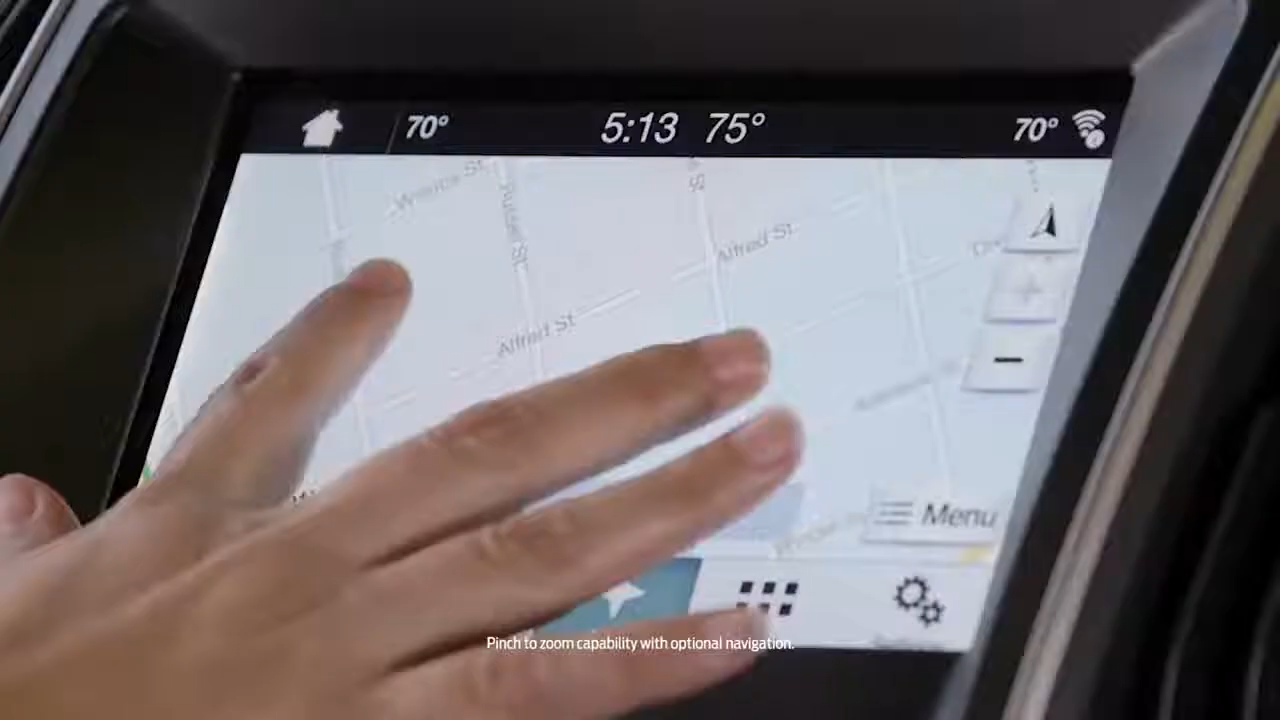 70° 5:13 75° 70°
Alfred St
Alfred St
Menu
Pinch to zoom capability with optional navigation.